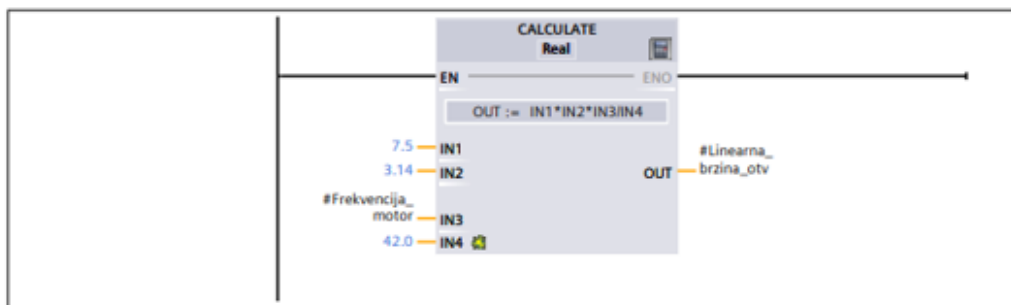 CALCULATE
Real
EN
ENO
OUT := IN1*IN2*IN3/IN4
7.5
IN1
3.14
IN2
#Linearna_
brzina_otv
OUT
#Frekvencija_
motor
IN3
42.0
IN4